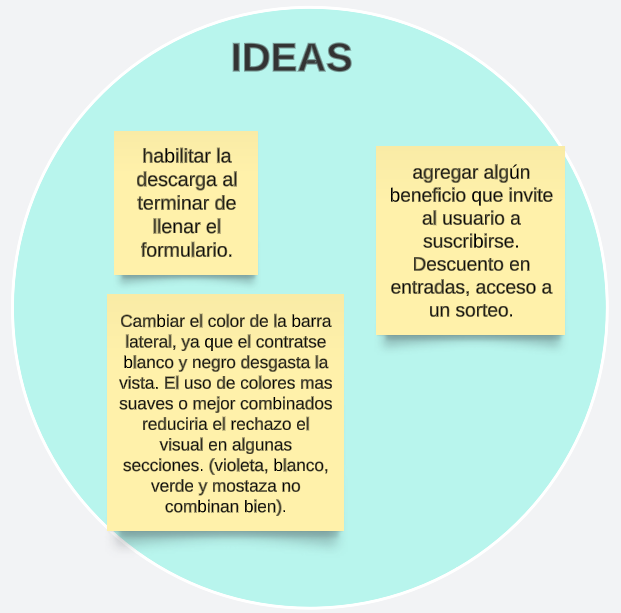 IDEAS
habilitar la
descarga al
terminar de
llenar el
formulario.
agregar algún
beneficio que invite
al usuario a
suscribirse.
Descuento en
entradas, acceso a
un sorteo.
Cambiar el color de la barra
lateral, ya que el contratse
blanco y negro desgasta la
vista. El uso de colores mas
suaves o mejor combinados
reduciria el rechazo el
visual en algunas
secciones. (violeta, blanco,
verde y mostaza no
combinan bien).